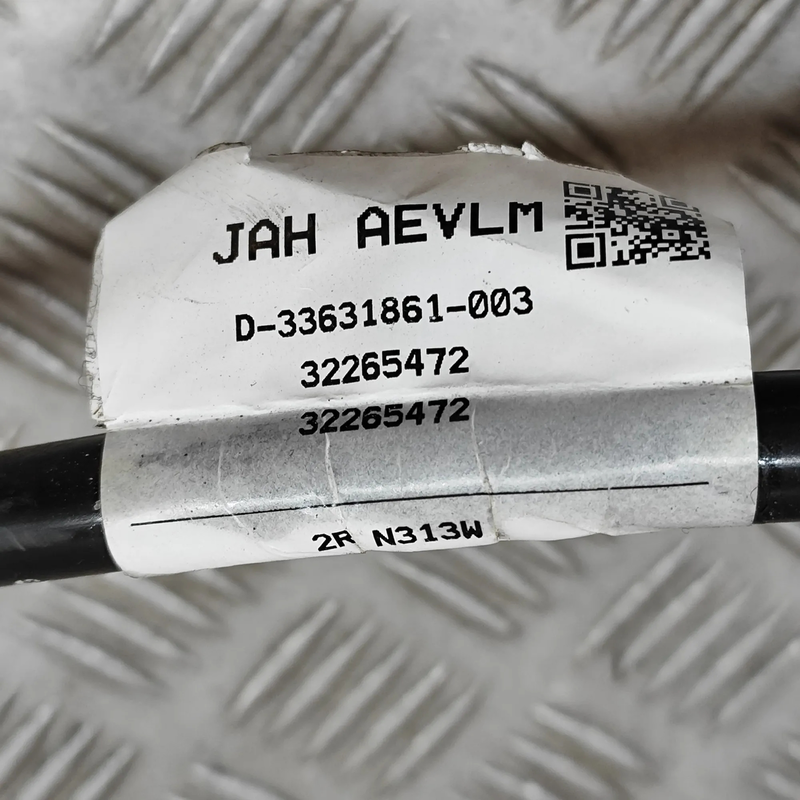 JAH AEVLM
D-33631861-003
32265472
32265472
2R N313W